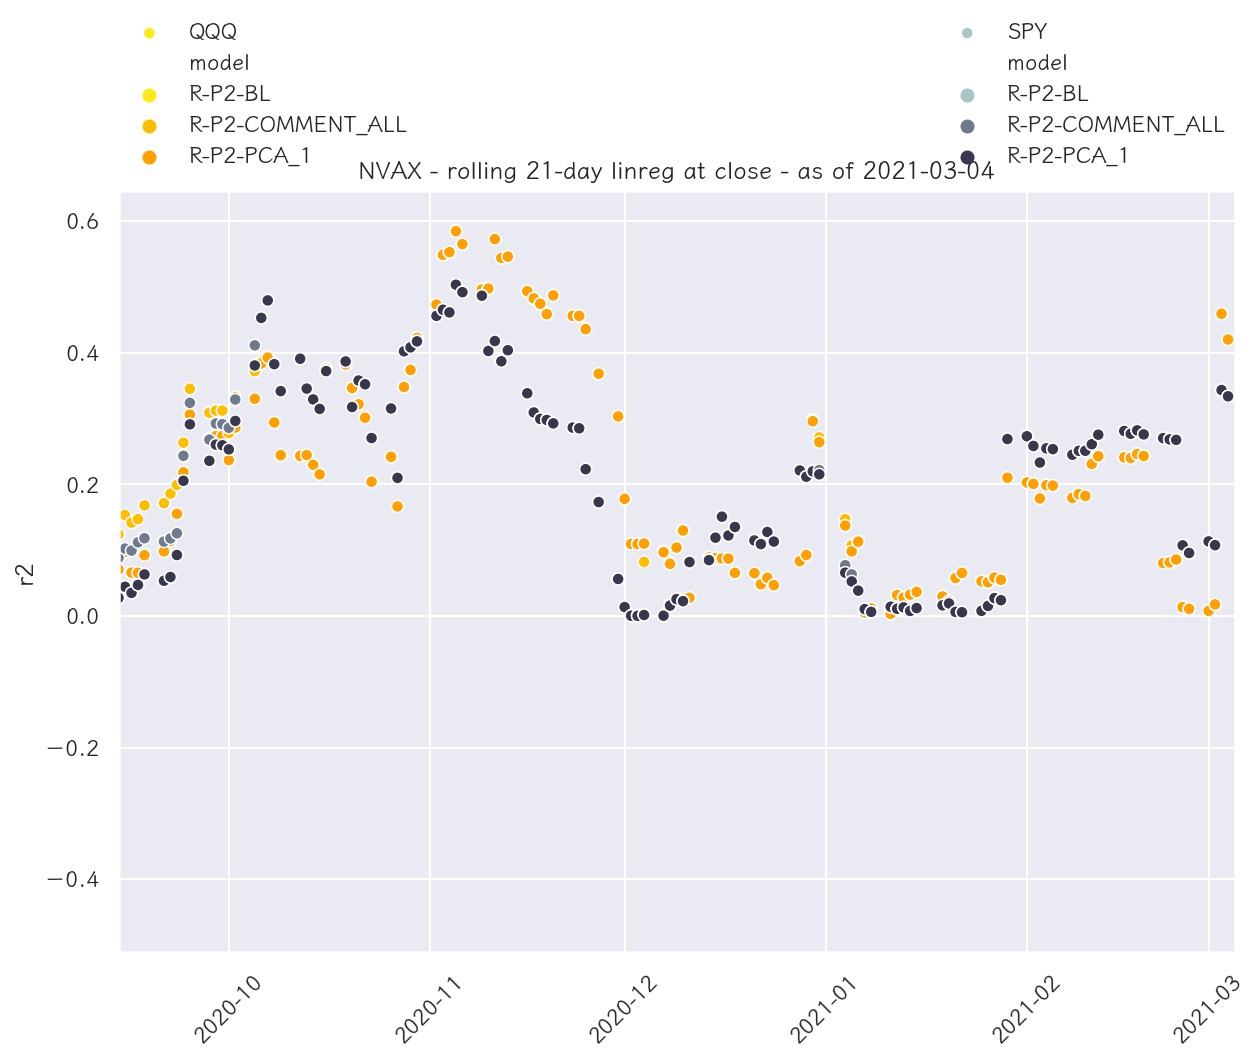 QQQ
model
R-P2-BL
R-P2-COMMENT_ALL
R-P2-PCA_1
SPY
model
R-P2-BL
R-P2-COMMENT_ALL
R-P2-PCA_1
NVAX - rolling 21-day linreg at close - as of 2021-03-04
0.6
0.4
0.2
0.0
−0.2
−0.4
r2
2020-10
2020-11
2020-12
2021-01
2021-02
2021-03